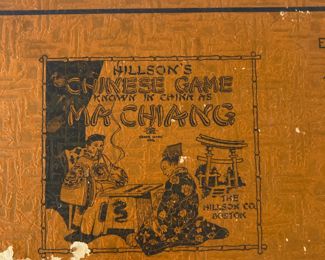 HILLSON'S
CHINESE GAME
KNOWN IN CHINA AS
MA CHIANG
THE
HILLSON CO.
BOSTON
E